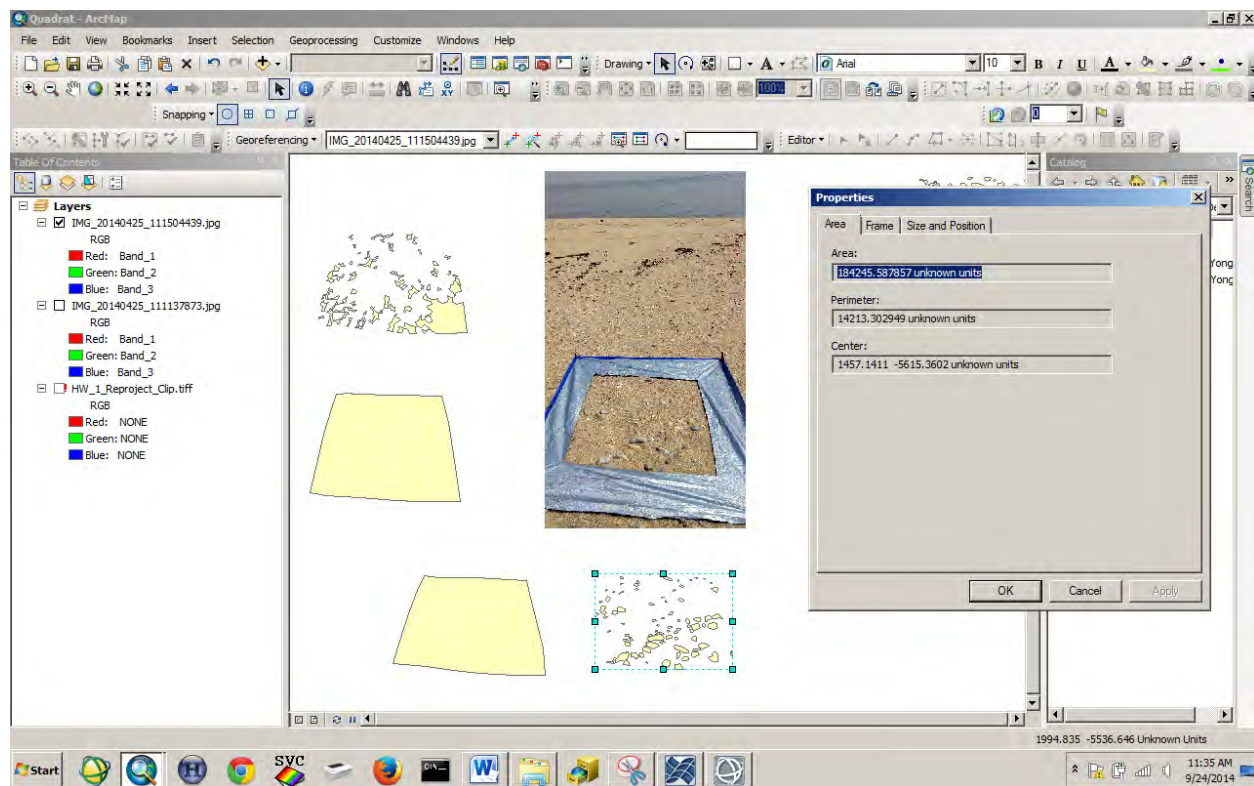 Quadrat - ArcMap
File Edit View Bookmarks Insert Selection Geoprocessing Customize Windows Help
Drawing Arial 10 B I U A
100%
Snapping
Georeferencing IMG_20140425_111504439.jpg Editor
Table Of Contents
Catalog
Search
Layers
IMG_20140425_111504439.jpg
RGB
Red: Band_1
Green: Band_2
Blue: Band_3
IMG_20140425_111137873.jpg
RGB
Red: Band_1
Green: Band_2
Blue: Band_3
HW_1_Reproject_Clip.tiff
RGB
Red: NONE
Green: NONE
Blue: NONE
Properties
Area Frame Size and Position
Area:
184245.587857 unknown units
Perimeter:
14213.302949 unknown units
Center:
1457.1411 -5615.3602 unknown units
OK Cancel Apply
Yong
Yong
1994.835 -5536.646 Unknown Units
Start
SVC
11:35 AM
9/24/2014